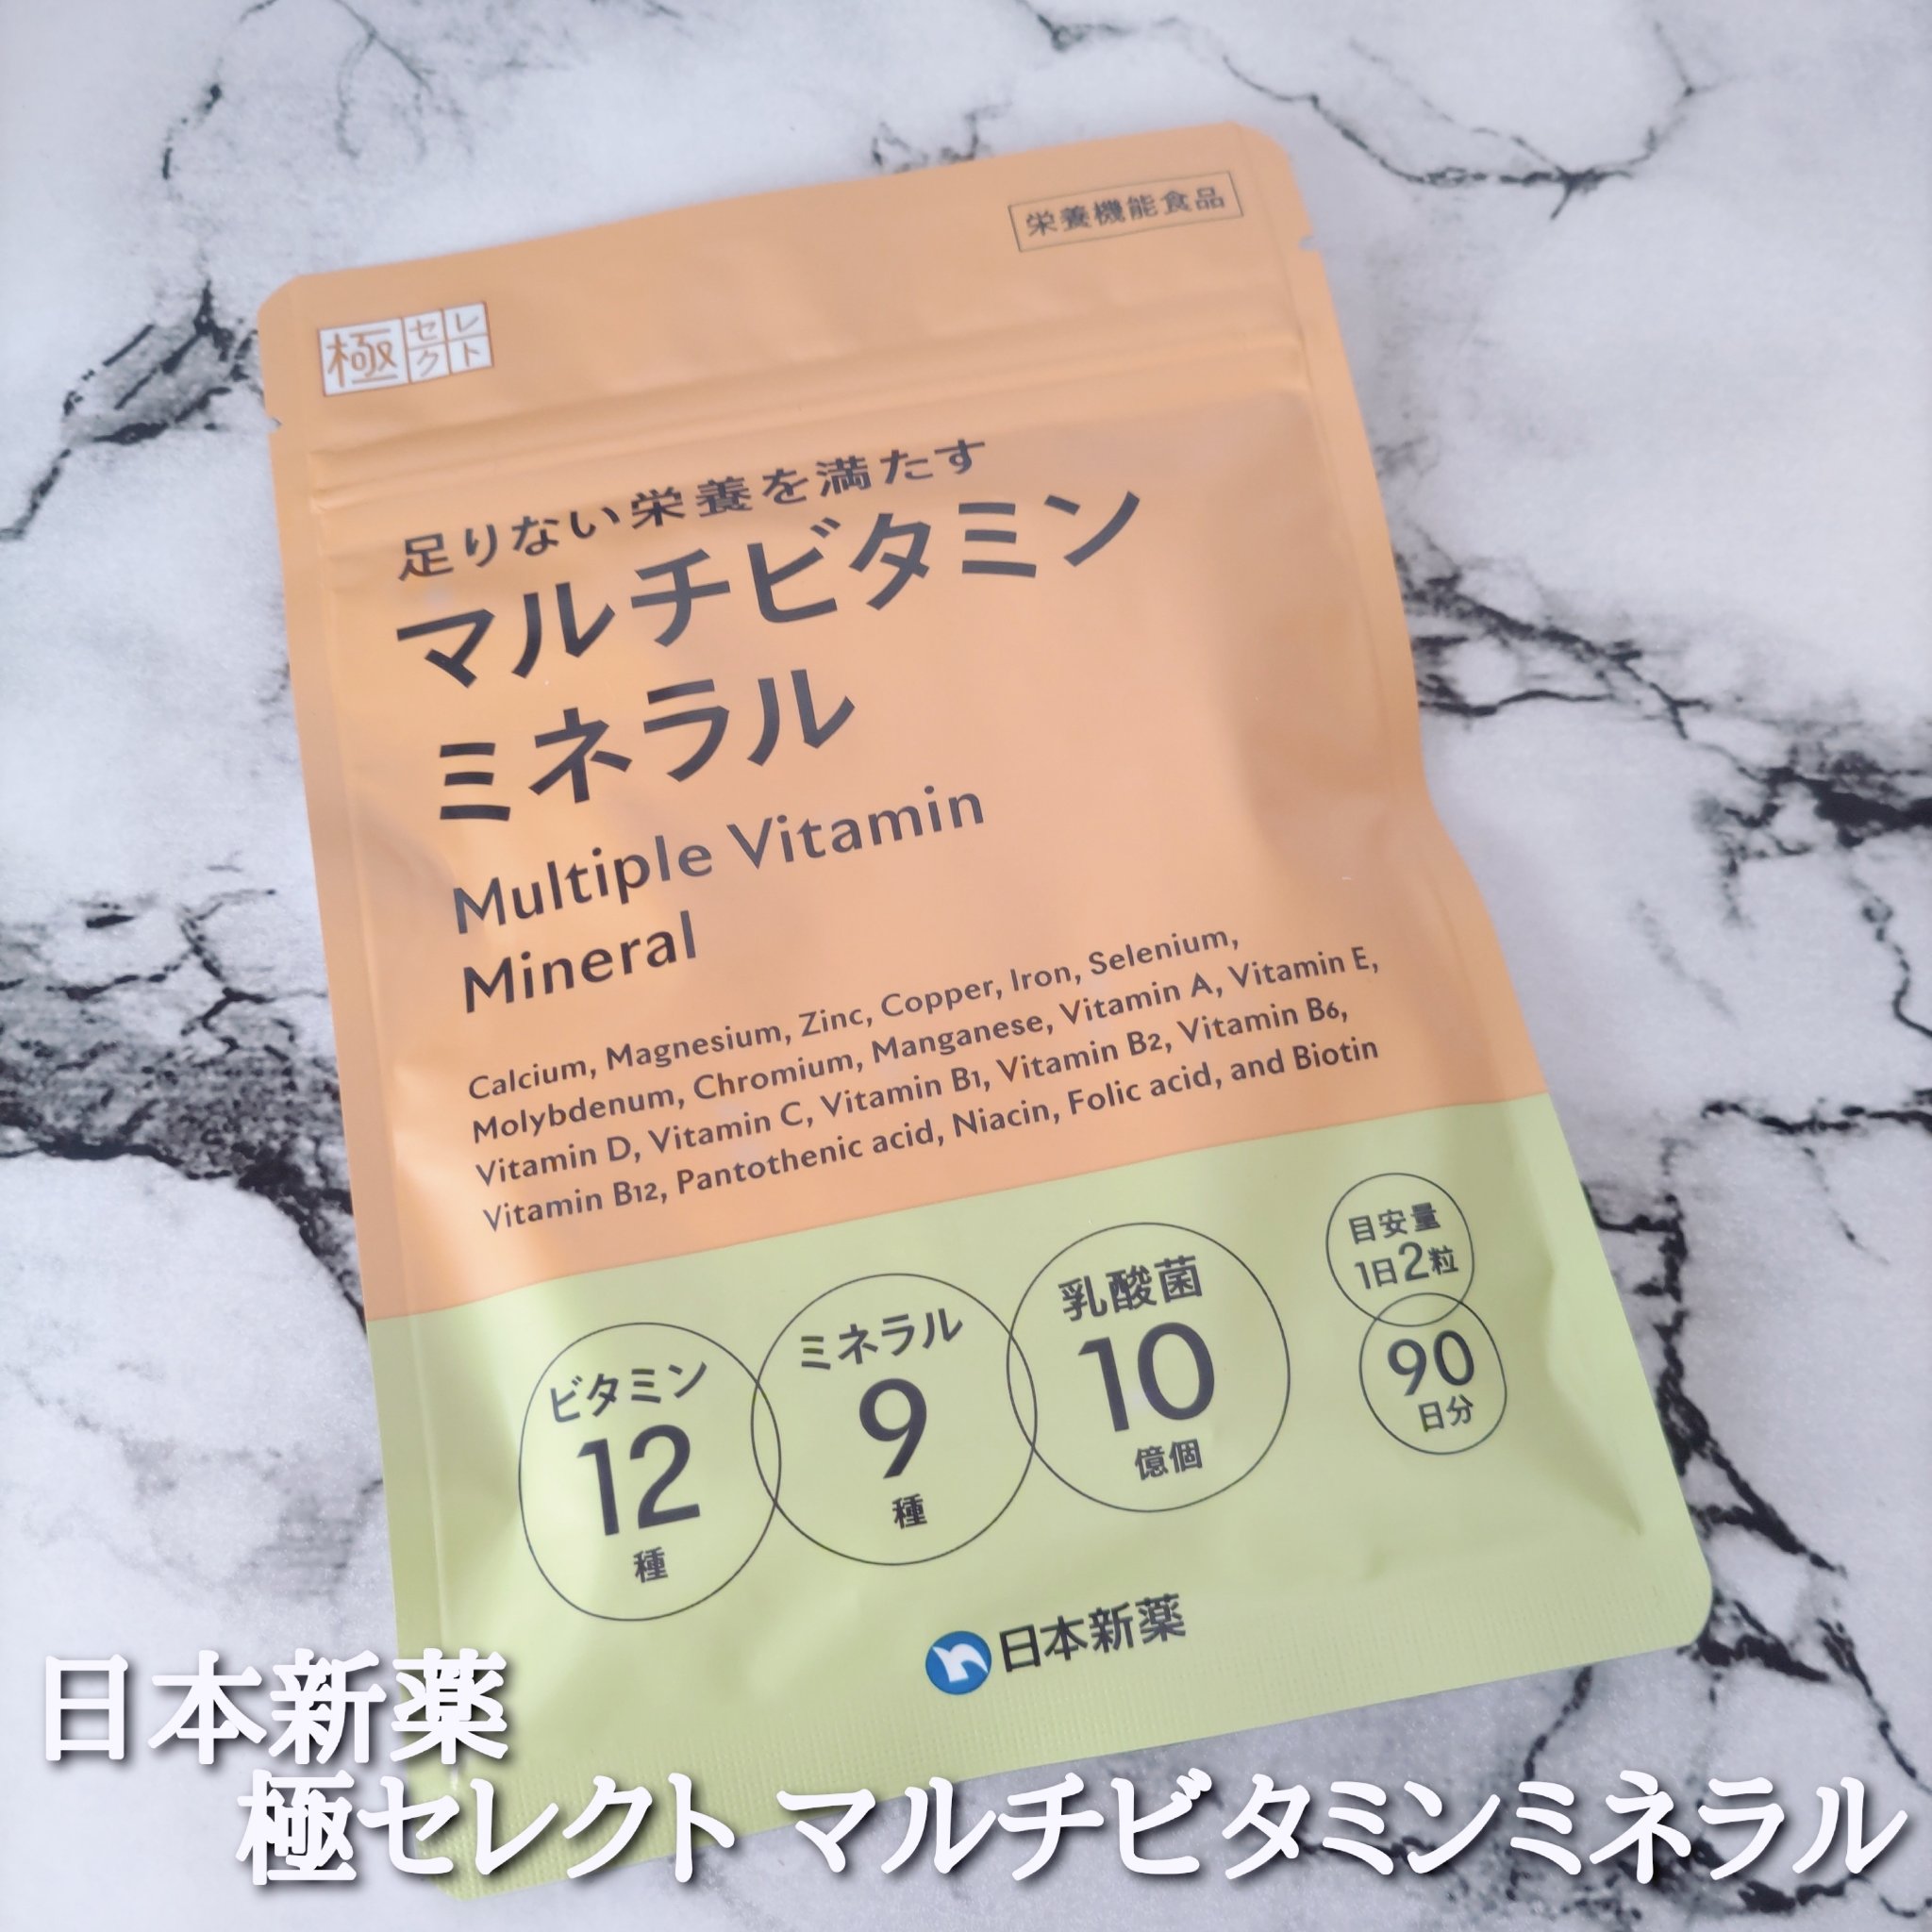 栄養機能食品
極セレクト
足りない栄養を満たす
マルチビタミン
ミネラル
Multiple Vitamin
Mineral
Calcium, Magnesium, Zinc, Copper, Iron, Selenium,
Molybdenum, Chromium, Manganese, Vitamin A, Vitamin E,
Vitamin D, Vitamin C, Vitamin B1, Vitamin B2, Vitamin B6,
Vitamin B12, Pantothenic acid, Niacin, Folic acid, and Biotin
ビタミン
12
種
ミネラル
9
種
乳酸菌
10
億個
目安量
1日2粒
90
日分
日本新薬
日本新薬
極セレクト マルチビタミンミネラル